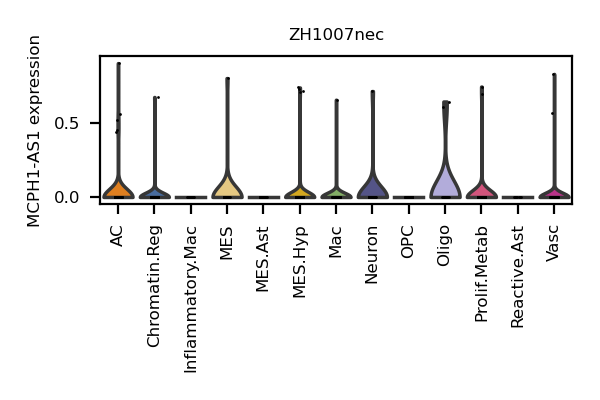 ZH1007nec
MCPH1-AS1 expression
0.5
0.0
AC
Chromatin.Reg
Inflammatory.Mac
MES
MES.Ast
MES.Hyp
Mac
Neuron
OPC
Oligo
Prolif.Metab
Reactive.Ast
Vasc